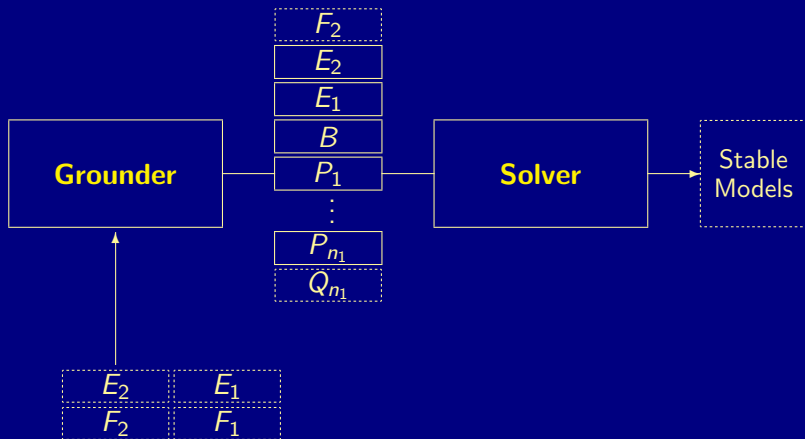 F₂
E₂
E₁
B
Grounder
P₁
Solver
Stable
Models
⋮
Pₙ₁
Qₙ₁
E₂ E₁
F₂ F₁